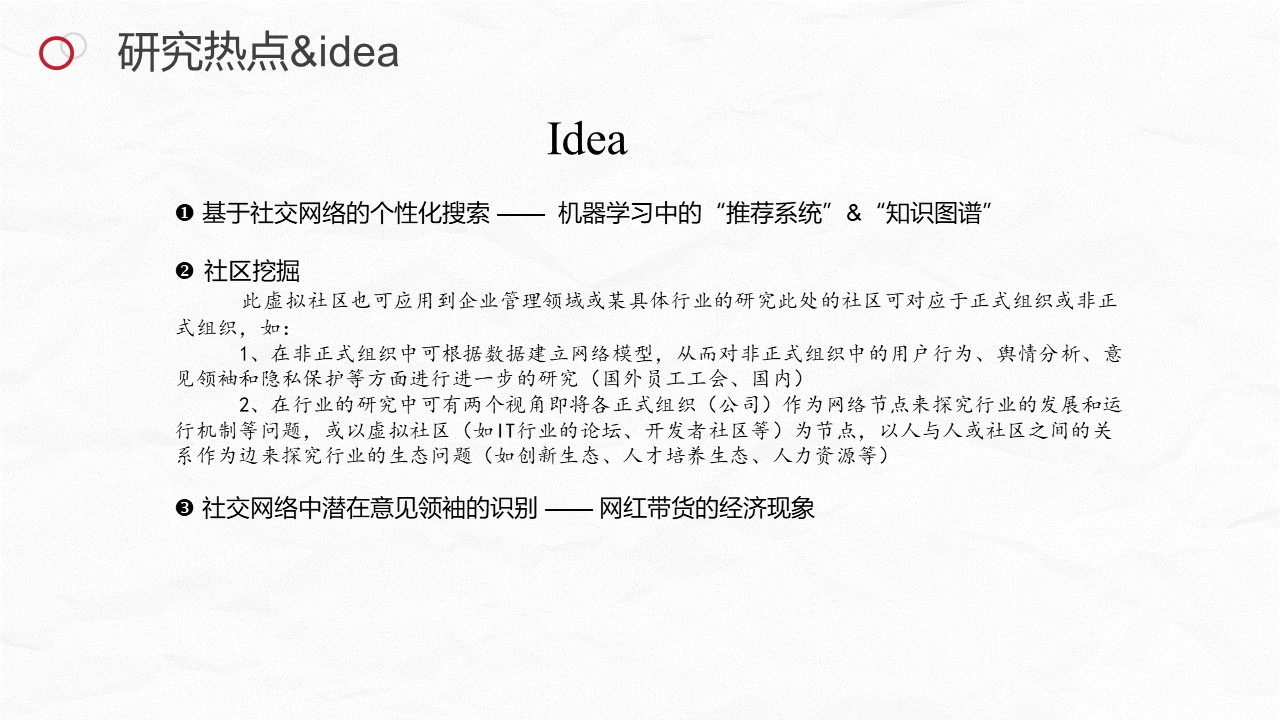 研究热点&idea
Idea
❶ 基于社交网络的个性化搜索 —— 机器学习中的“推荐系统”&“知识图谱”
❷ 社区挖掘
此虚拟社区也可应用到企业管理领域或某具体行业的研究此处的社区可对应于正式组织或非正
式组织，如：
1、在非正式组织中可根据数据建立网络模型，从而对非正式组织中的用户行为、舆情分析、意
见领袖和隐私保护等方面进行进一步的研究（国外员工工会、国内）
2、在行业的研究中可有两个视角即将各正式组织（公司）作为网络节点来探究行业的发展和运
行机制等问题，或以虚拟社区（如IT行业的论坛、开发者社区等）为节点，以人与人或社区之间的关
系作为边来探究行业的生态问题（如创新生态、人才培养生态、人力资源等）
❸ 社交网络中潜在意见领袖的识别 —— 网红带货的经济现象